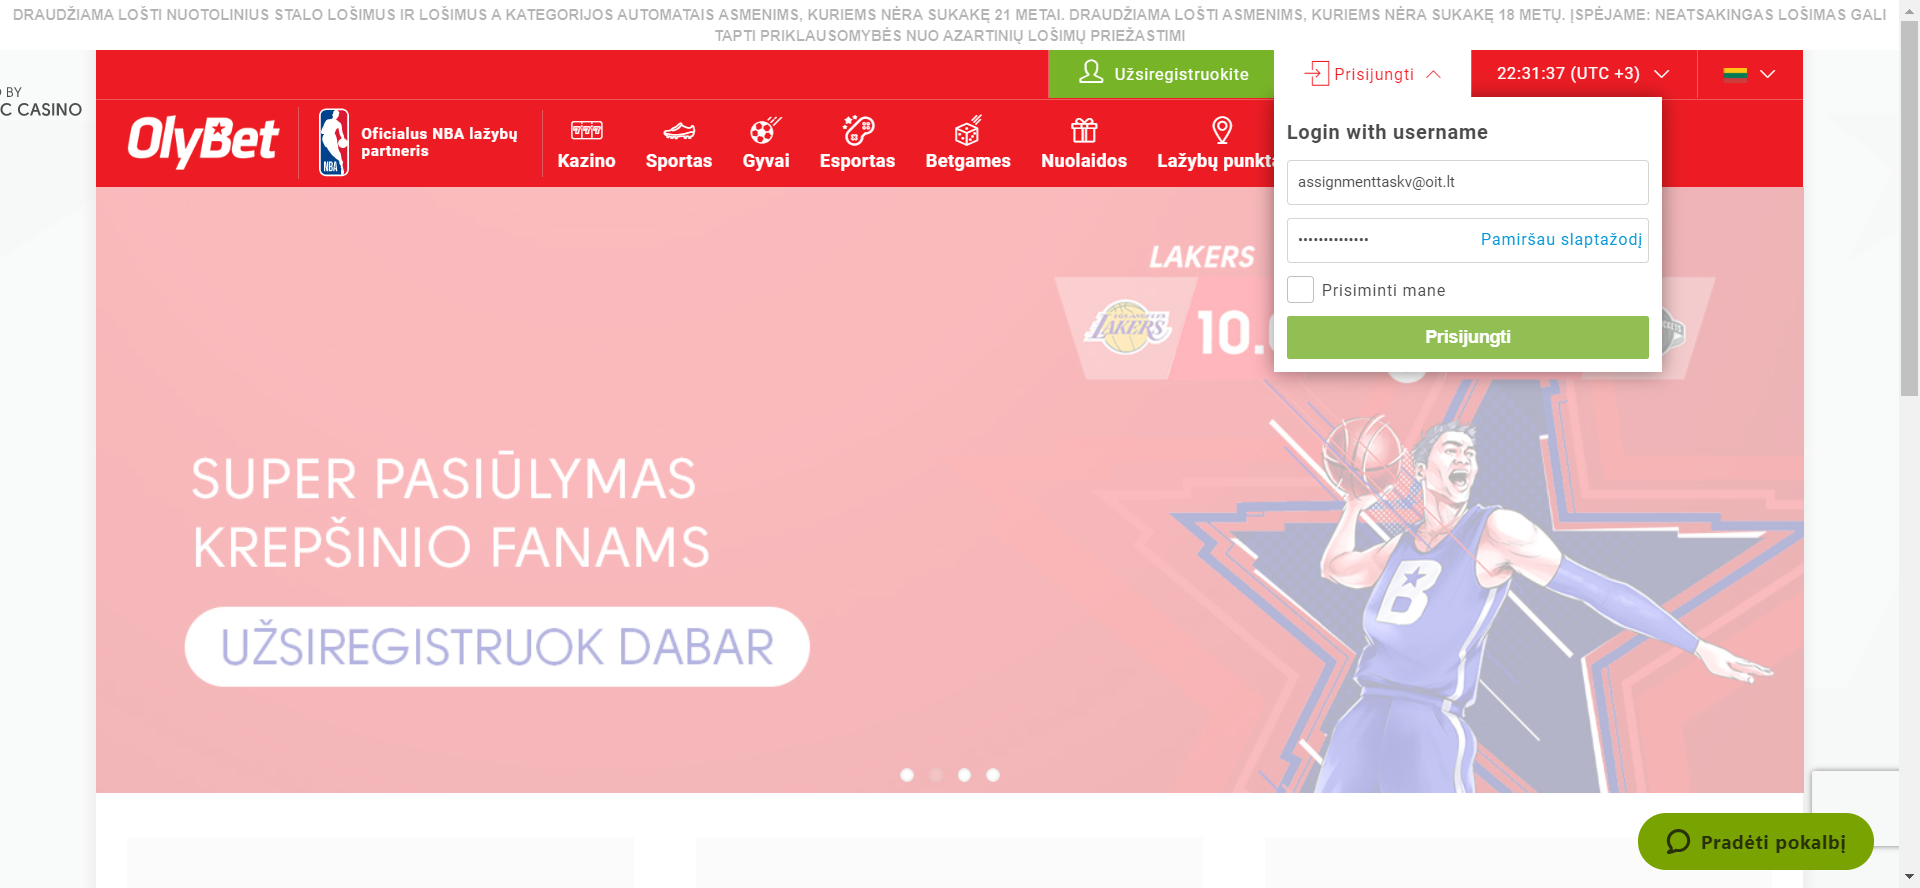 DRAUDŽIAMA LOŠTI NUOTOLINIUS STALO LOŠIMUS IR LOŠIMUS A KATEGORIJOS AUTOMATAIS ASMENIMS, KURIEMS NĖRA SUKAKĘ 21 METAI. DRAUDŽIAMA LOŠTI ASMENIMS, KURIEMS NĖRA SUKAKĘ 18 METŲ. ĮSPĖJAME: NEATSAKINGAS LOŠIMAS GALI
TAPTI PRIKLAUSOMYBĖS NUO AZARTINIŲ LOŠIMŲ PRIEŽASTIMI
Užsiregistruokite
Prisijungti
22:31:37 (UTC +3)
BY
C CASINO
OlyBet
NBA
Oficialus NBA lažybų
partneris
Kazino
Sportas
Gyvai
Esportas
Betgames
Nuolaidos
Lažybų punkta
Login with username
assignmenttaskv@oit.lt
Pamiršau slaptažodį
Prisiminti mane
Prisijungti
LAKERS
LOS ANGELES
LAKERS
10.
SUPER PASIŪLYMAS
KREPŠINIO FANAMS
UŽSIREGISTRUOK DABAR
B
Pradėti pokalbį